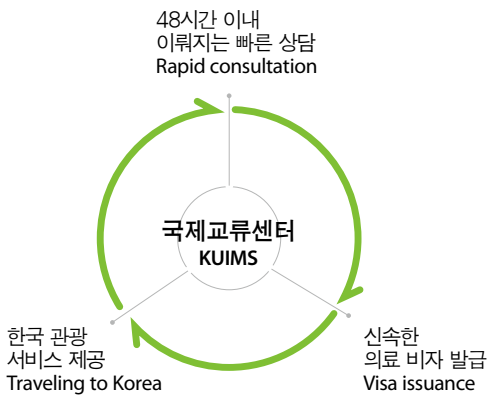 48시간 이내
이뤄지는 빠른 상담
Rapid consultation
국제교류센터
KUIMS
한국 관광
서비스 제공
Traveling to Korea
신속한
의료 비자 발급
Visa issuance